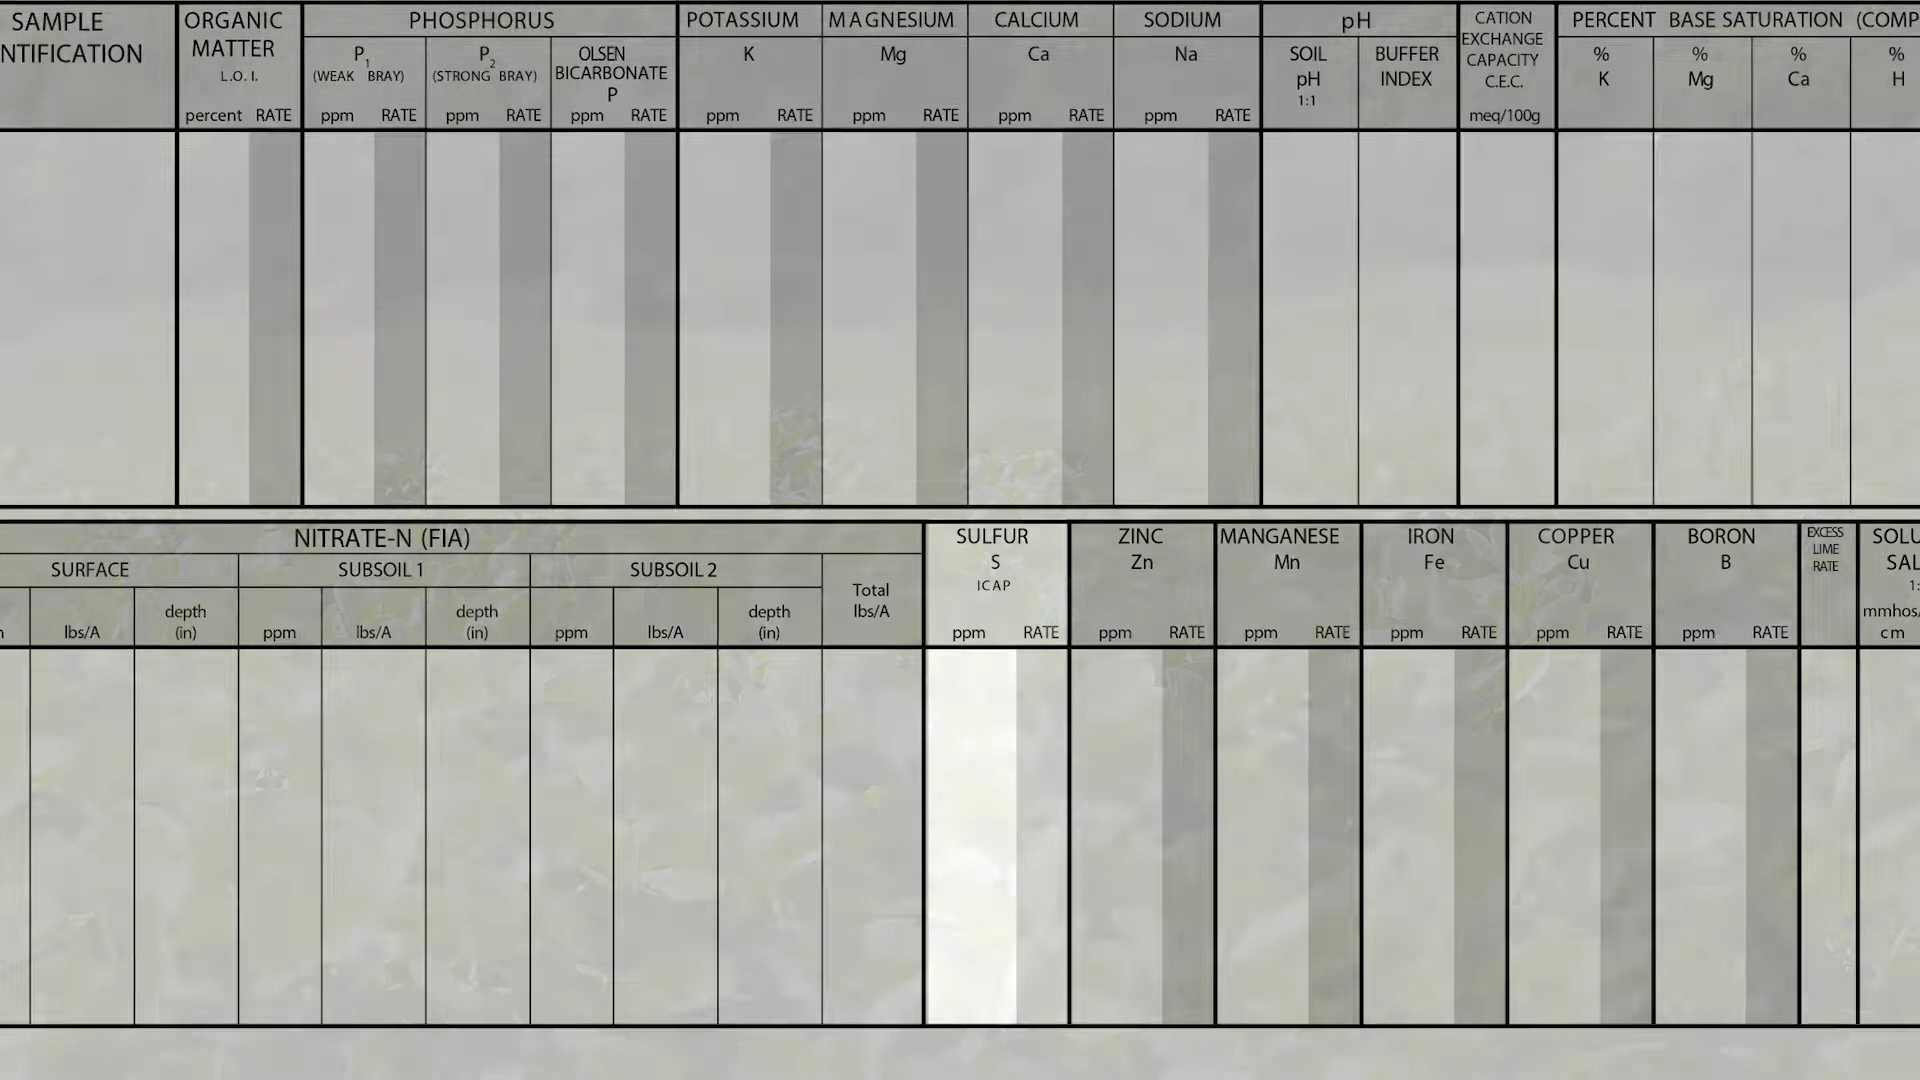 SAMPLE
NTIFICATION
ORGANIC
MATTER
L.O.I.
percent RATE
PHOSPHORUS
P1
(WEAK BRAY)
ppm RATE
P2
(STRONG BRAY)
ppm RATE
OLSEN
BICARBONATE
P
ppm RATE
POTASSIUM
K
ppm RATE
MAGNESIUM
Mg
ppm RATE
CALCIUM
Ca
ppm RATE
SODIUM
Na
ppm RATE
pH
SOIL
pH
1:1
BUFFER
INDEX
CATION
EXCHANGE
CAPACITY
C.E.C.
meq/100g
PERCENT BASE SATURATION (COMP
%
K
%
Mg
%
Ca
%
H
NITRATE-N (FIA)
SURFACE
lbs/A
depth
(in)
SUBSOIL 1
ppm
lbs/A
depth
(in)
SUBSOIL 2
ppm
lbs/A
depth
(in)
Total
lbs/A
SULFUR
S
ICAP
ppm RATE
ZINC
Zn
ppm RATE
MANGANESE
Mn
ppm RATE
IRON
Fe
ppm RATE
COPPER
Cu
ppm RATE
BORON
B
ppm RATE
EXCESS
LIME
RATE
SOLU
SAL
1:
mmhos/
cm